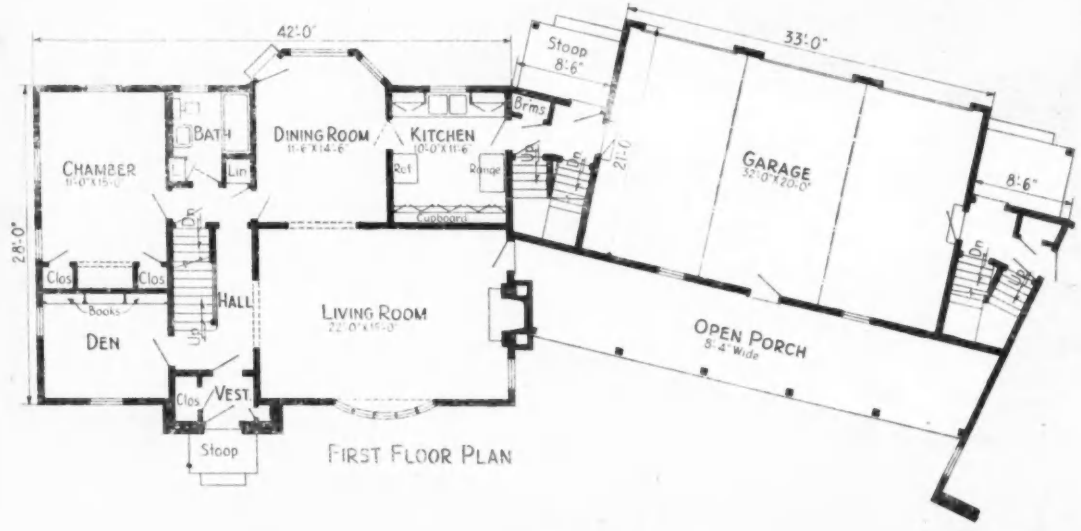 42'-0"
33'-0"
Stoop
8'-6"
BATH
DINING ROOM
11'-6"X14'-6"
KITCHEN
10'-0"X11'-6"
Brms
CHAMBER
11'-0"X15'-0"
L
Lin
Ref
Range
Up
Dn
21'-0"
GARAGE
32'-0"X20'-0"
8'-6"
28'-0"
Dn
Cupboard
Clos
Clos
Dn
Up
Books
HALL
LIVING ROOM
22'-0"X15'-0"
DEN
Up
OPEN PORCH
8'-4" Wide
Clos
VEST.
Stoop
FIRST FLOOR PLAN